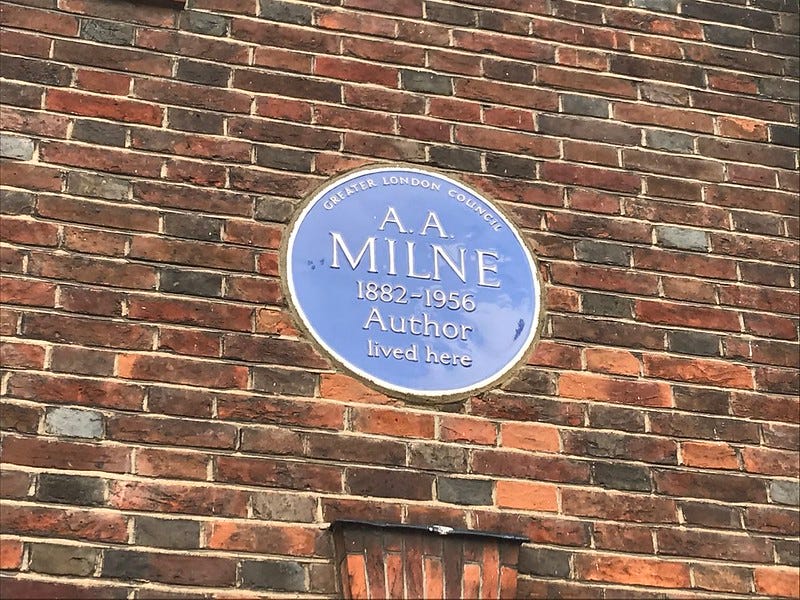 GREATER LONDON COUNCIL
A.A.
MILNE
1882-1956
Author
lived here